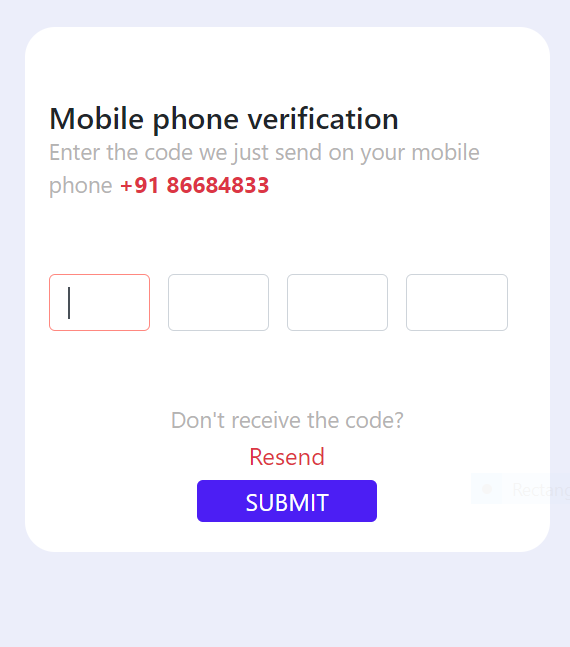 Mobile phone verification
Enter the code we just send on your mobile
phone +91 86684833
Don't receive the code?
Resend
SUBMIT